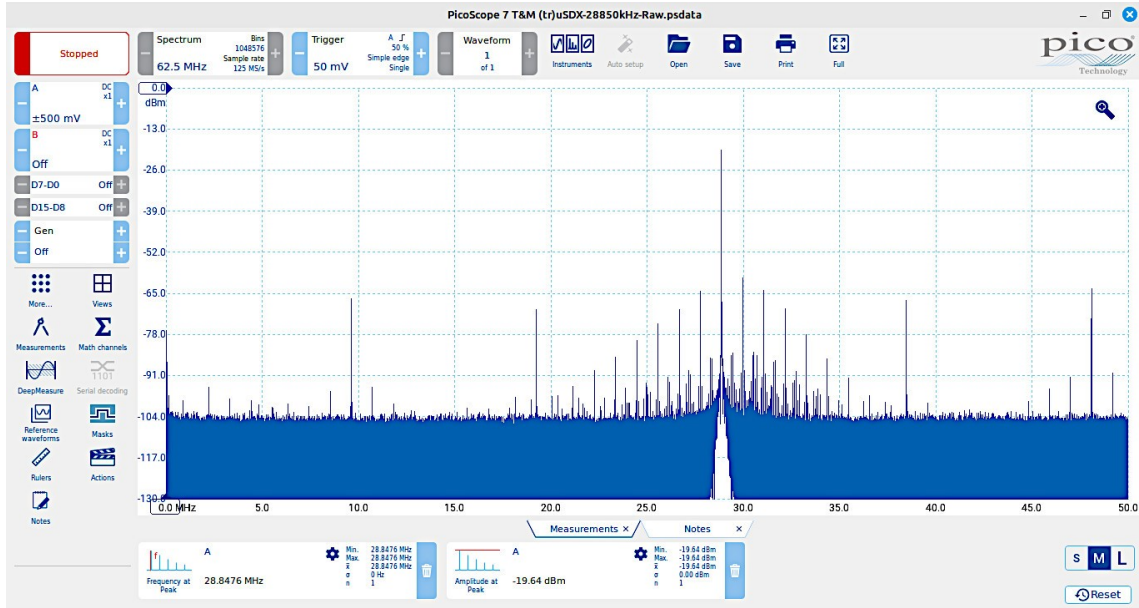 PicoScope 7 T&M (tr)uSDX-28850kHz-Raw.psdata
Stopped
Spectrum
Bins
1048576
Sample rate
62.5 MHz
125 MS/s
Trigger
A
50 %
Simple edge
50 mV
Single
Waveform
1
of 1
Instruments
Auto setup
Open
Save
Print
Full
pico
Technology
A
DC
x1
±500 mV
B
DC
x1
Off
D7-D0
Off
D15-D8
Off
Gen
Off
More...
Views
Measurements
Math channels
DeepMeasure
1101
Serial decoding
Reference
waveforms
Masks
Rulers
Actions
Notes
0.0
dBm
-13.0
-26.0
-39.0
-52.0
-65.0
-78.0
-91.0
-104.0
-117.0
-130.0
0.0 MHz
5.0
10.0
15.0
20.0
25.0
30.0
35.0
40.0
45.0
50.0
Measurements ×
Notes ×
A
Frequency at
Peak
28.8476 MHz
Min. 28.8476 MHz
Max. 28.8476 MHz
x̄ 28.8476 MHz
σ 0 Hz
n 1
A
Amplitude at
Peak
-19.64 dBm
Min. -19.64 dBm
Max. -19.64 dBm
x̄ -19.64 dBm
σ 0.00 dBm
n 1
S M L
Reset